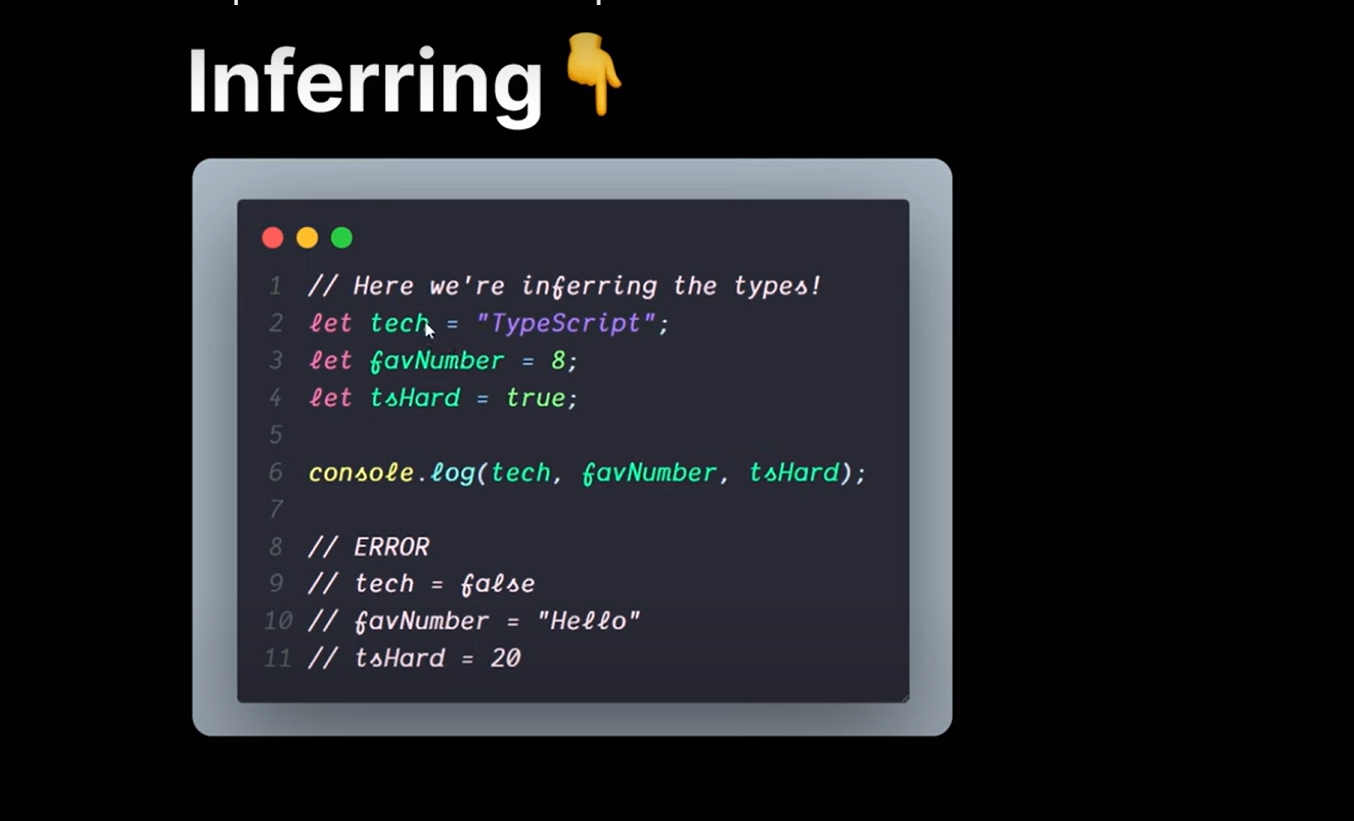 Inferring 👇
1 // Here we're inferring the types!
2 let tech = "TypeScript";
3 let favNumber = 8;
4 let tsHard = true;
5
6 console.log(tech, favNumber, tsHard);
7
8 // ERROR
9 // tech = false
10 // favNumber = "Hello"
11 // tsHard = 20